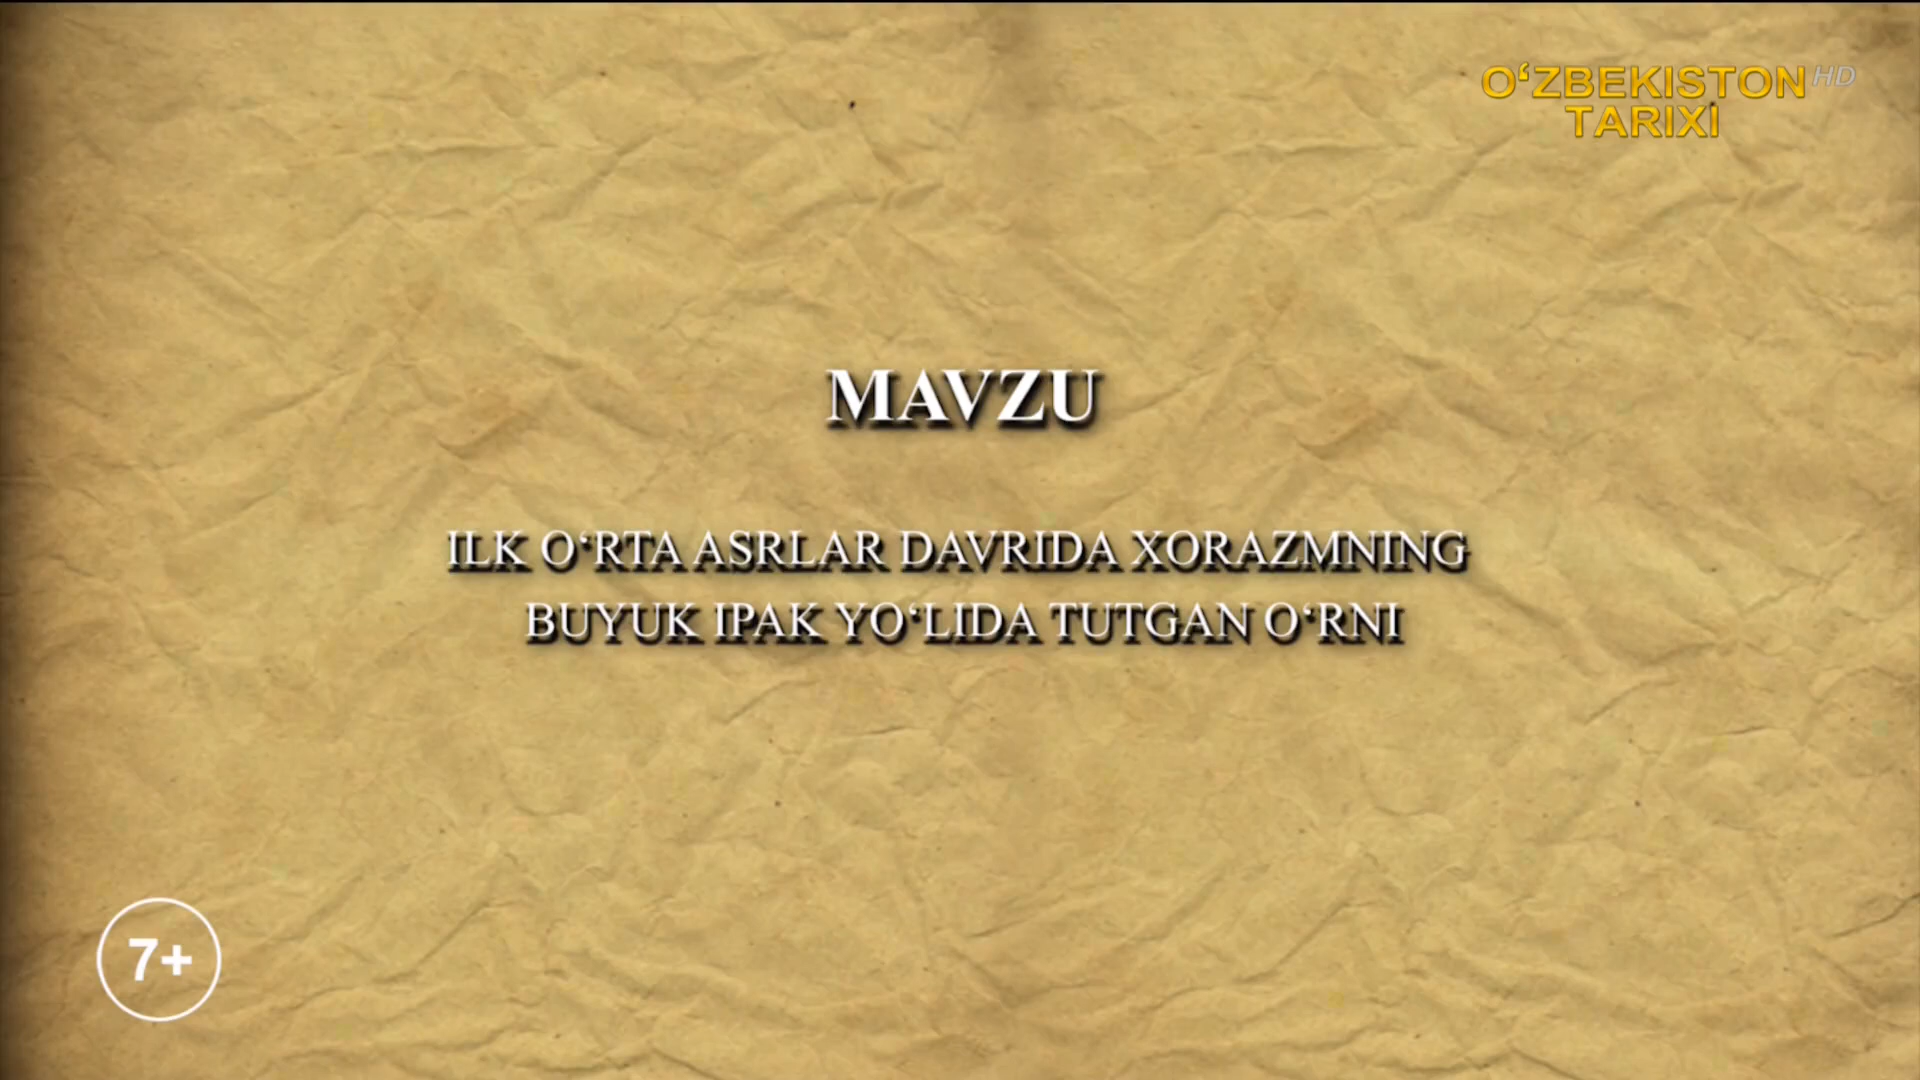 O‘ZBEKISTON HD
TARIXI
MAVZU
ILK O‘RTA ASRLAR DAVRIDA XORAZMNING
BUYUK IPAK YO‘LIDA TUTGAN O‘RNI
7+